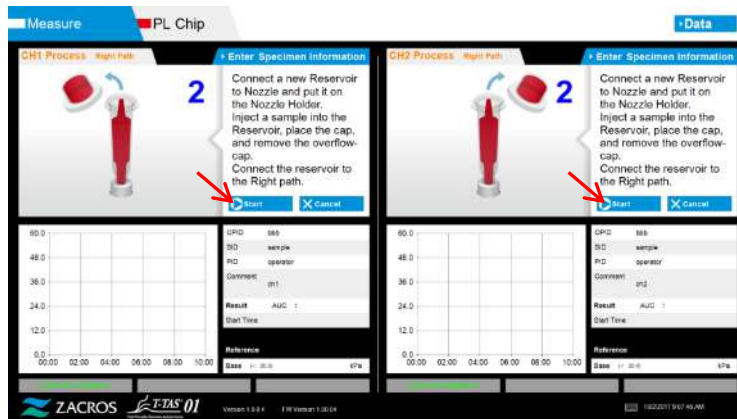 Measure
PL Chip
Data
CH1 Process Right Path
Enter Specimen Information
2
Connect a new Reservoir
to Nozzle and put it on
the Nozzle Holder.
Inject a sample into the
Reservoir, place the cap,
and remove the overflow-
cap.
Connect the reservoir to
the Right path.
Start
Cancel
60.0
48.0
36.0
24.0
12.0
0.0
00:00 02:00 04:00 06:00 08:00 10:00
OPID
SID sample
PID operator
Comment
ch1
Result AUC :
Start Time
Reference
Base kPa
CH2 Process Right Path
Enter Specimen Information
2
Connect a new Reservoir
to Nozzle and put it on
the Nozzle Holder.
Inject a sample into the
Reservoir, place the cap,
and remove the overflow-
cap.
Connect the reservoir to
the Right path.
Start
Cancel
60.0
48.0
36.0
24.0
12.0
0.0
00:00 02:00 04:00 06:00 08:00 10:00
OPID
SID sample
PID operator
Comment
ch2
Result AUC :
Start Time
Reference
Base kPa
ZACROS
T-TAS 01